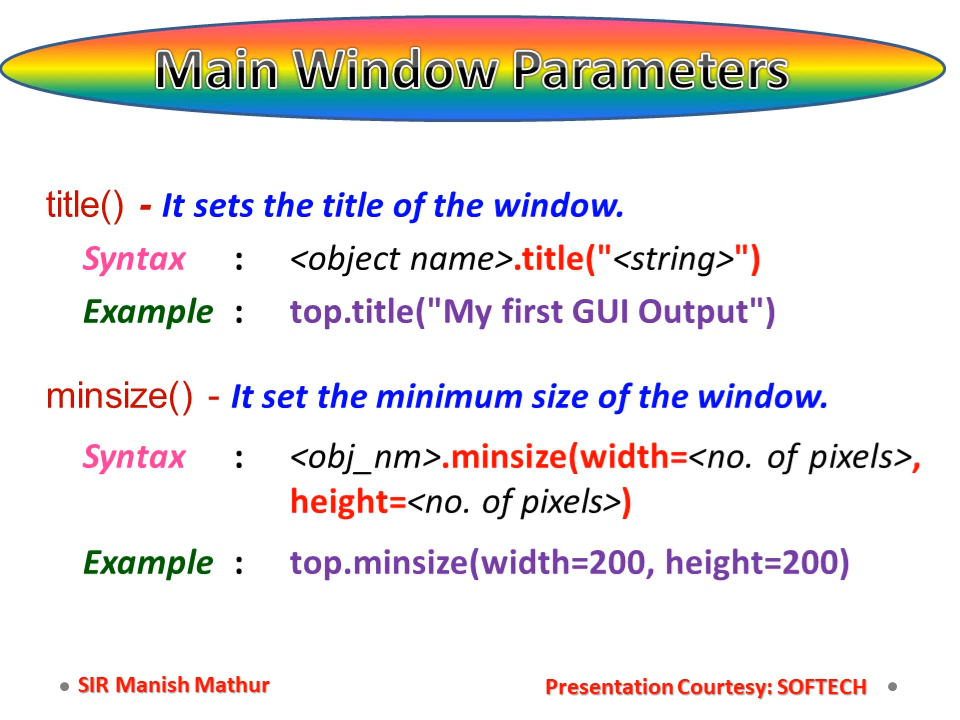 Main Window Parameters
title() - It sets the title of the window.
Syntax : <object name>.title("<string>")
Example : top.title("My first GUI Output")
minsize() - It set the minimum size of the window.
Syntax : <obj_nm>.minsize(width=<no. of pixels>,
height=<no. of pixels>)
Example : top.minsize(width=200, height=200)
SIR Manish Mathur
Presentation Courtesy: SOFTECH